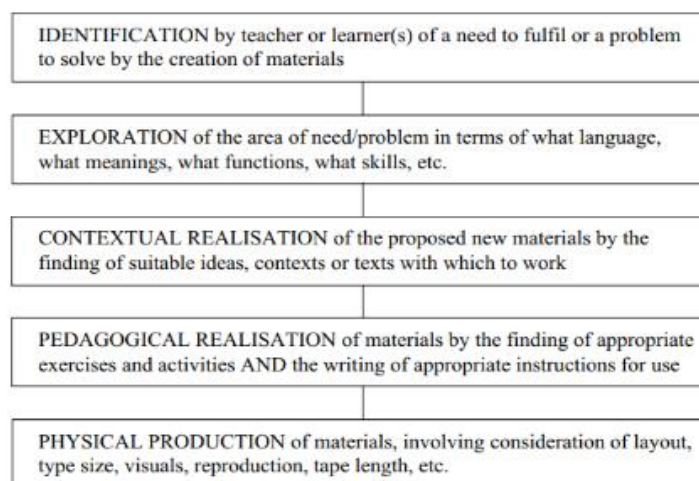 IDENTIFICATION by teacher or learner(s) of a need to fulfil or a problem
to solve by the creation of materials
EXPLORATION of the area of need/problem in terms of what language,
what meanings, what functions, what skills, etc.
CONTEXTUAL REALISATION of the proposed new materials by the
finding of suitable ideas, contexts or texts with which to work
PEDAGOGICAL REALISATION of materials by the finding of appropriate
exercises and activities AND the writing of appropriate instructions for use
PHYSICAL PRODUCTION of materials, involving consideration of layout,
type size, visuals, reproduction, tape length, etc.